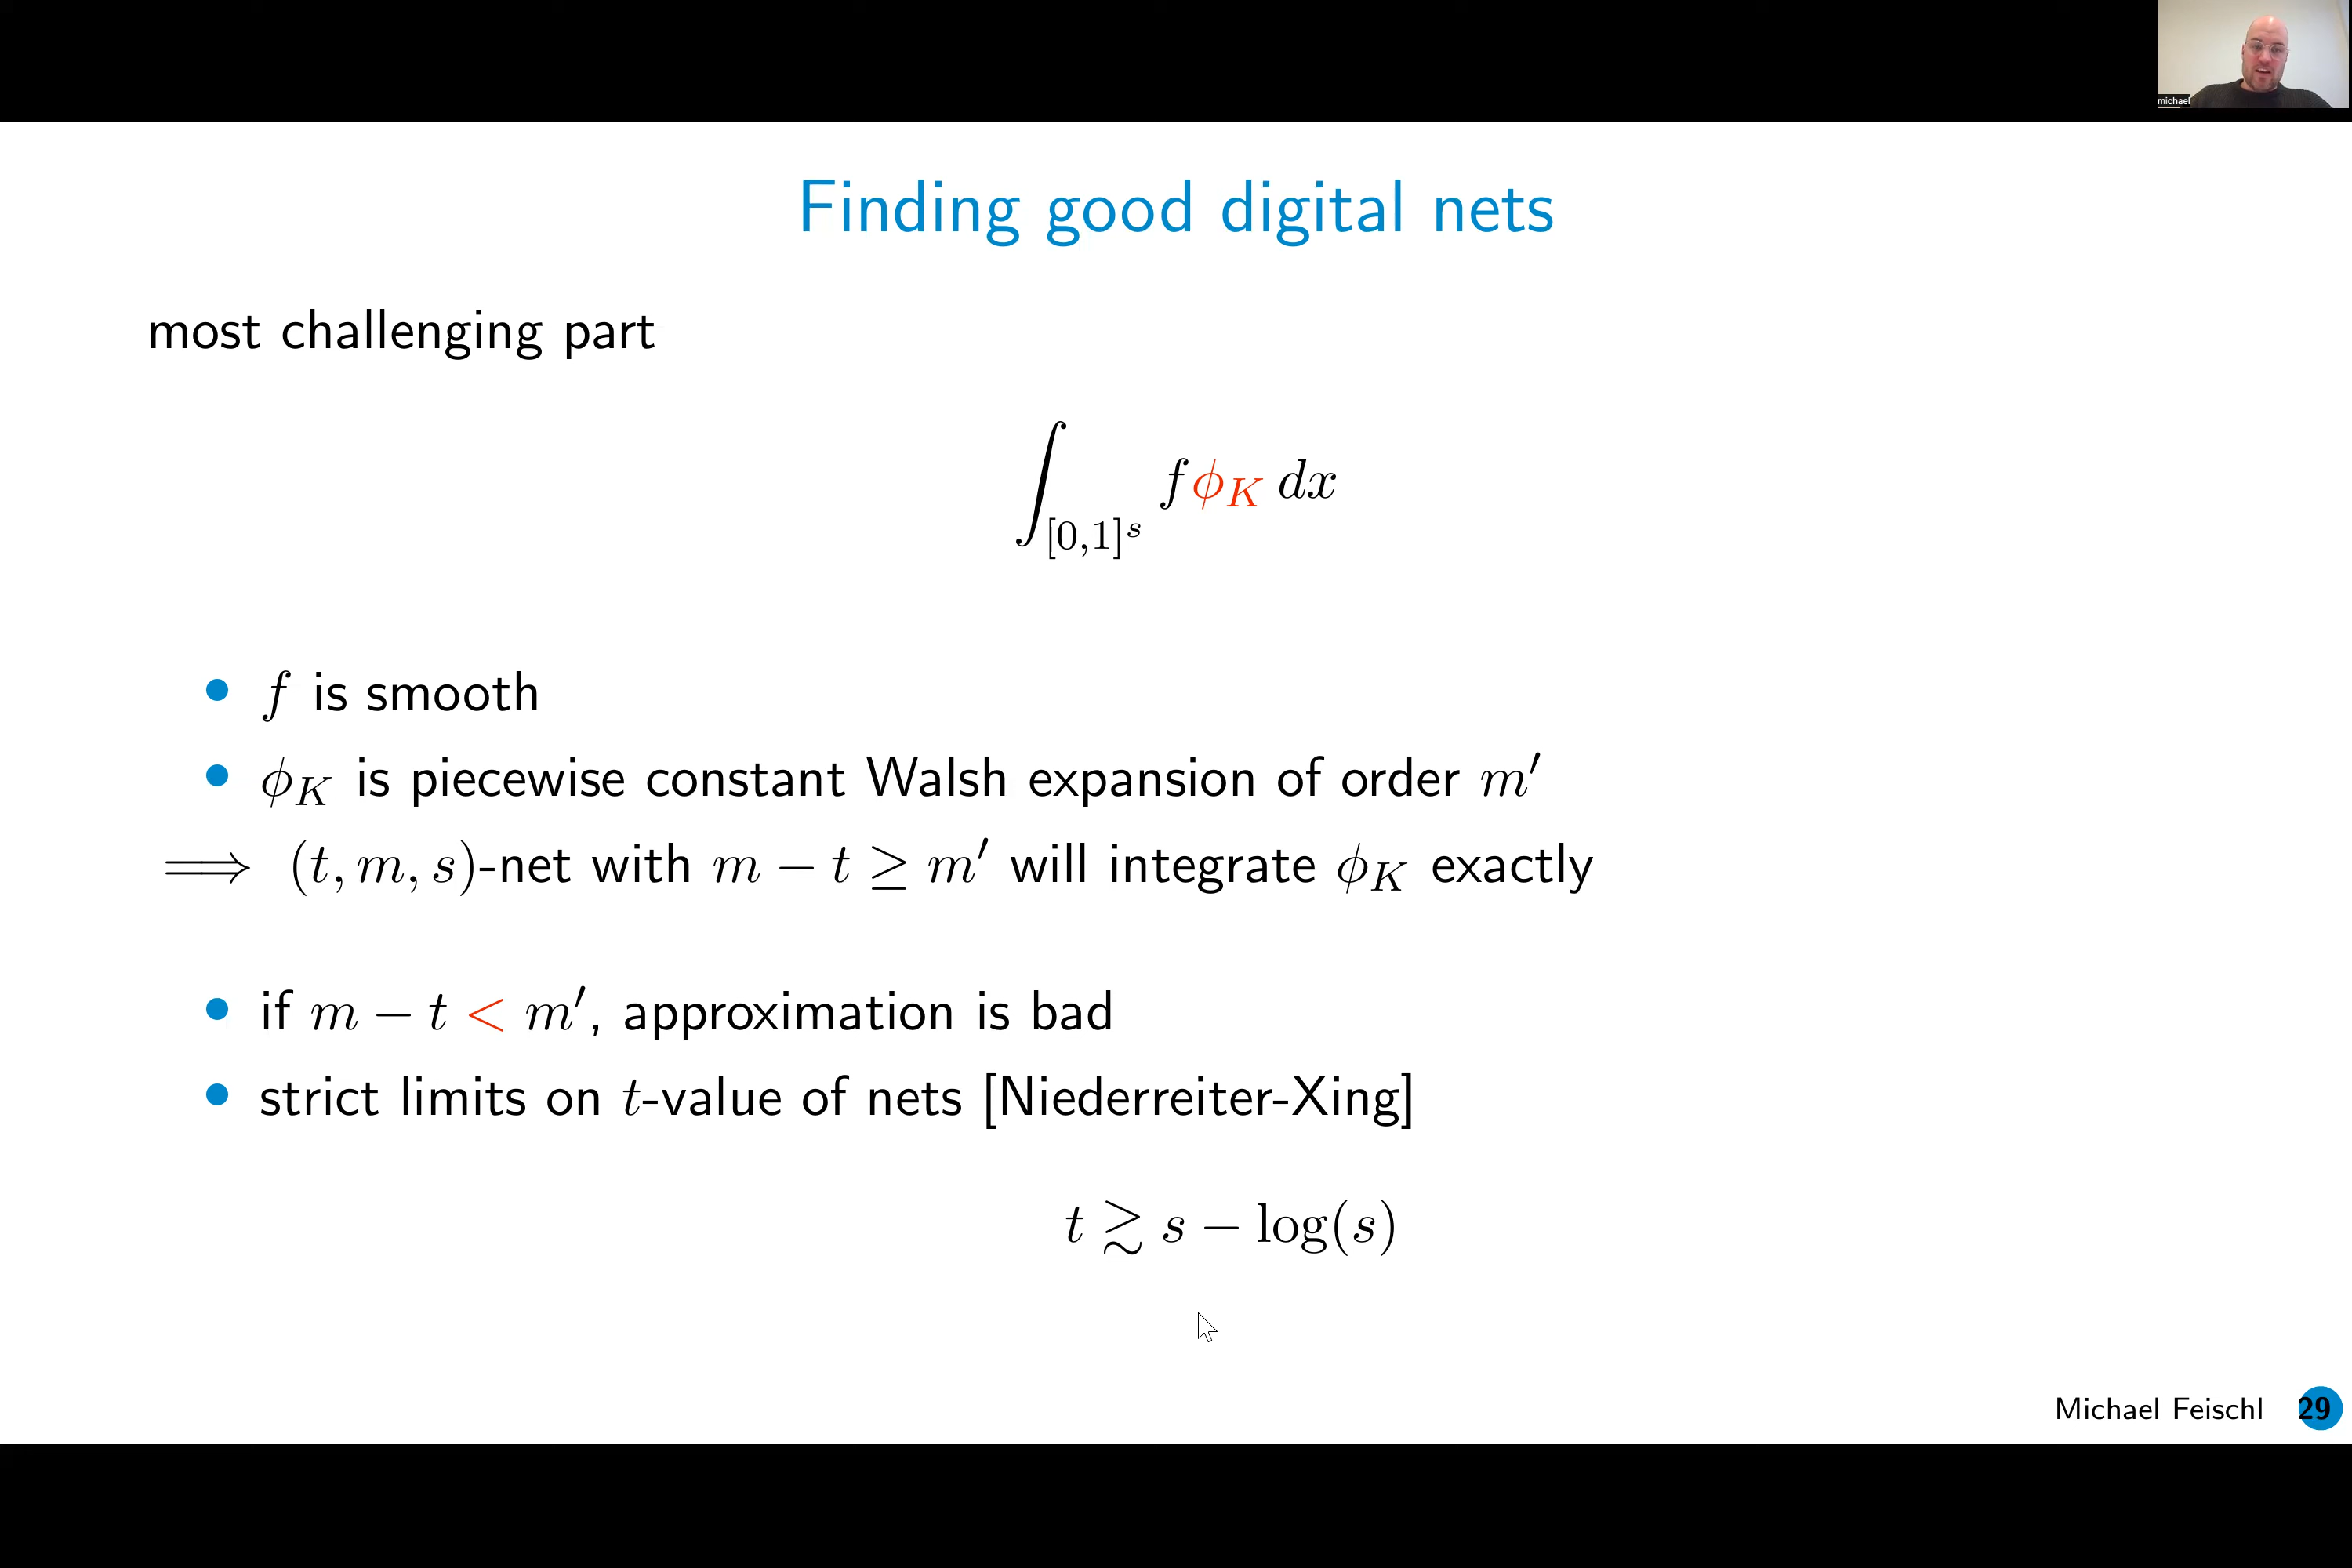 michael
Finding good digital nets
most challenging part
∫_{[0,1]^s} fϕ_K dx
• f is smooth
• ϕ_K is piecewise constant Walsh expansion of order m′
⟹ (t, m, s)-net with m − t ≥ m′ will integrate ϕ_K exactly
• if m − t < m′, approximation is bad
• strict limits on t-value of nets [Niederreiter-Xing]
t ≳ s − log(s)
Michael Feischl 29